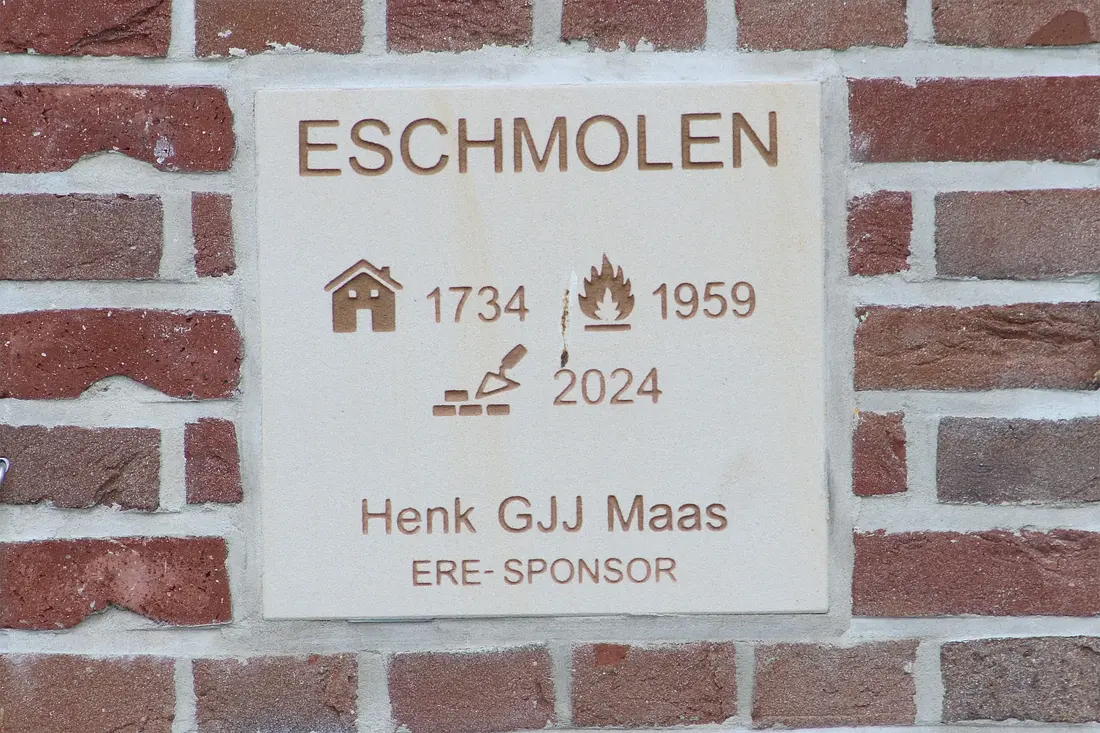 ESCHMOLEN
1734 1959
2024
Henk GJJ Maas
ERE-SPONSOR